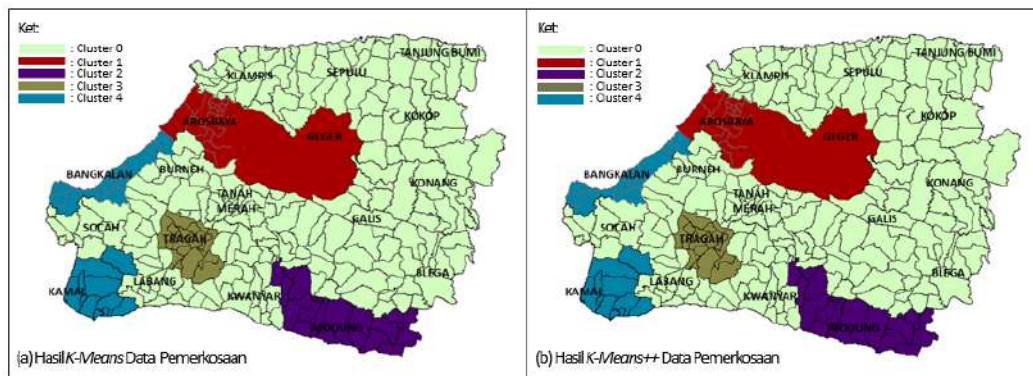 Ket:
: Cluster 0
: Cluster 1
: Cluster 2
: Cluster 3
: Cluster 4
TANJUNG BUMI
SEPULU
KLAMPIS
KOKOP
AROSBAYA
GEGER
BANGKALAN
BURNEH
KONANG
TANAH
MERAH
GALIS
SOCAH
TRAGAH
BLEGA
KAMAL
LABANG
KWANYAR
MODUNG
(a) Hasil K-Means Data Pemerkosaan
Ket:
: Cluster 0
: Cluster 1
: Cluster 2
: Cluster 3
: Cluster 4
TANJUNG BUMI
SEPULU
KLAMPIS
KOKOP
AROSBAYA
GEGER
BANGKALAN
BURNEH
KONANG
TANAH
MERAH
GALIS
SOCAH
TRAGAH
BLEGA
KAMAL
LABANG
KWANYAR
MODUNG
(b) Hasil K-Means++ Data Pemerkosaan